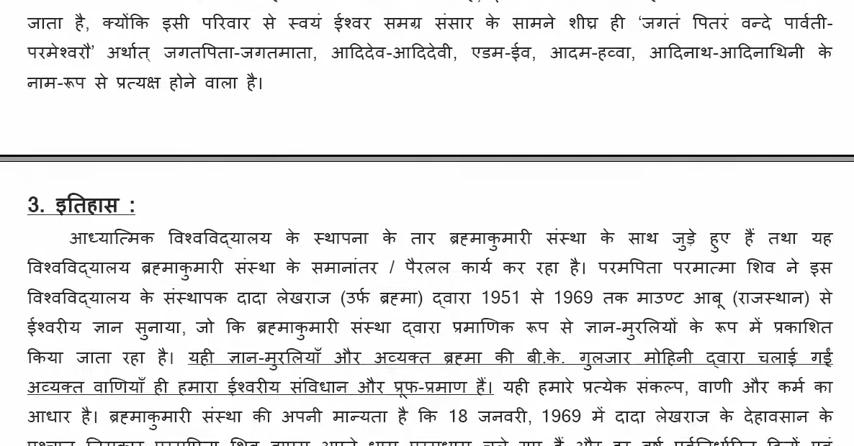 जाता है, क्योंकि इसी परिवार से स्वयं ईश्वर समग्र संसार के सामने शीघ्र ही 'जगतं पितरं वन्दे पार्वती-
परमेश्वरौ' अर्थात् जगतपिता-जगतमाता, आदिदेव-आदिदेवी, एडम-ईव, आदम-हव्वा, आदिनाथ-आदिनाथिनी के
नाम-रूप से प्रत्यक्ष होने वाला है।
3. इतिहास :
आध्यात्मिक विश्वविद्यालय के स्थापना के तार ब्रह्माकुमारी संस्था के साथ जुड़े हुए हैं तथा यह
विश्वविद्यालय ब्रह्माकुमारी संस्था के समानांतर / पैरलल कार्य कर रहा है। परमपिता परमात्मा शिव ने इस
विश्वविद्यालय के संस्थापक दादा लेखराज (उर्फ ब्रह्मा) द्वारा 1951 से 1969 तक माउण्ट आबू (राजस्थान) से
ईश्वरीय ज्ञान सुनाया, जो कि ब्रह्माकुमारी संस्था द्वारा प्रमाणिक रूप से ज्ञान-मुरलियों के रूप में प्रकाशित
किया जाता रहा है। यही ज्ञान-मुरलियाँ और अव्यक्त ब्रह्मा की बी.के. गुलजार मोहिनी द्वारा चलाई गईं
अव्यक्त वाणियाँ ही हमारा ईश्वरीय संविधान और प्रूफ-प्रमाण हैं। यही हमारे प्रत्येक संकल्प, वाणी और कर्म का
आधार है। ब्रह्माकुमारी संस्था की अपनी मान्यता है कि 18 जनवरी, 1969 में दादा लेखराज के देहावसान के